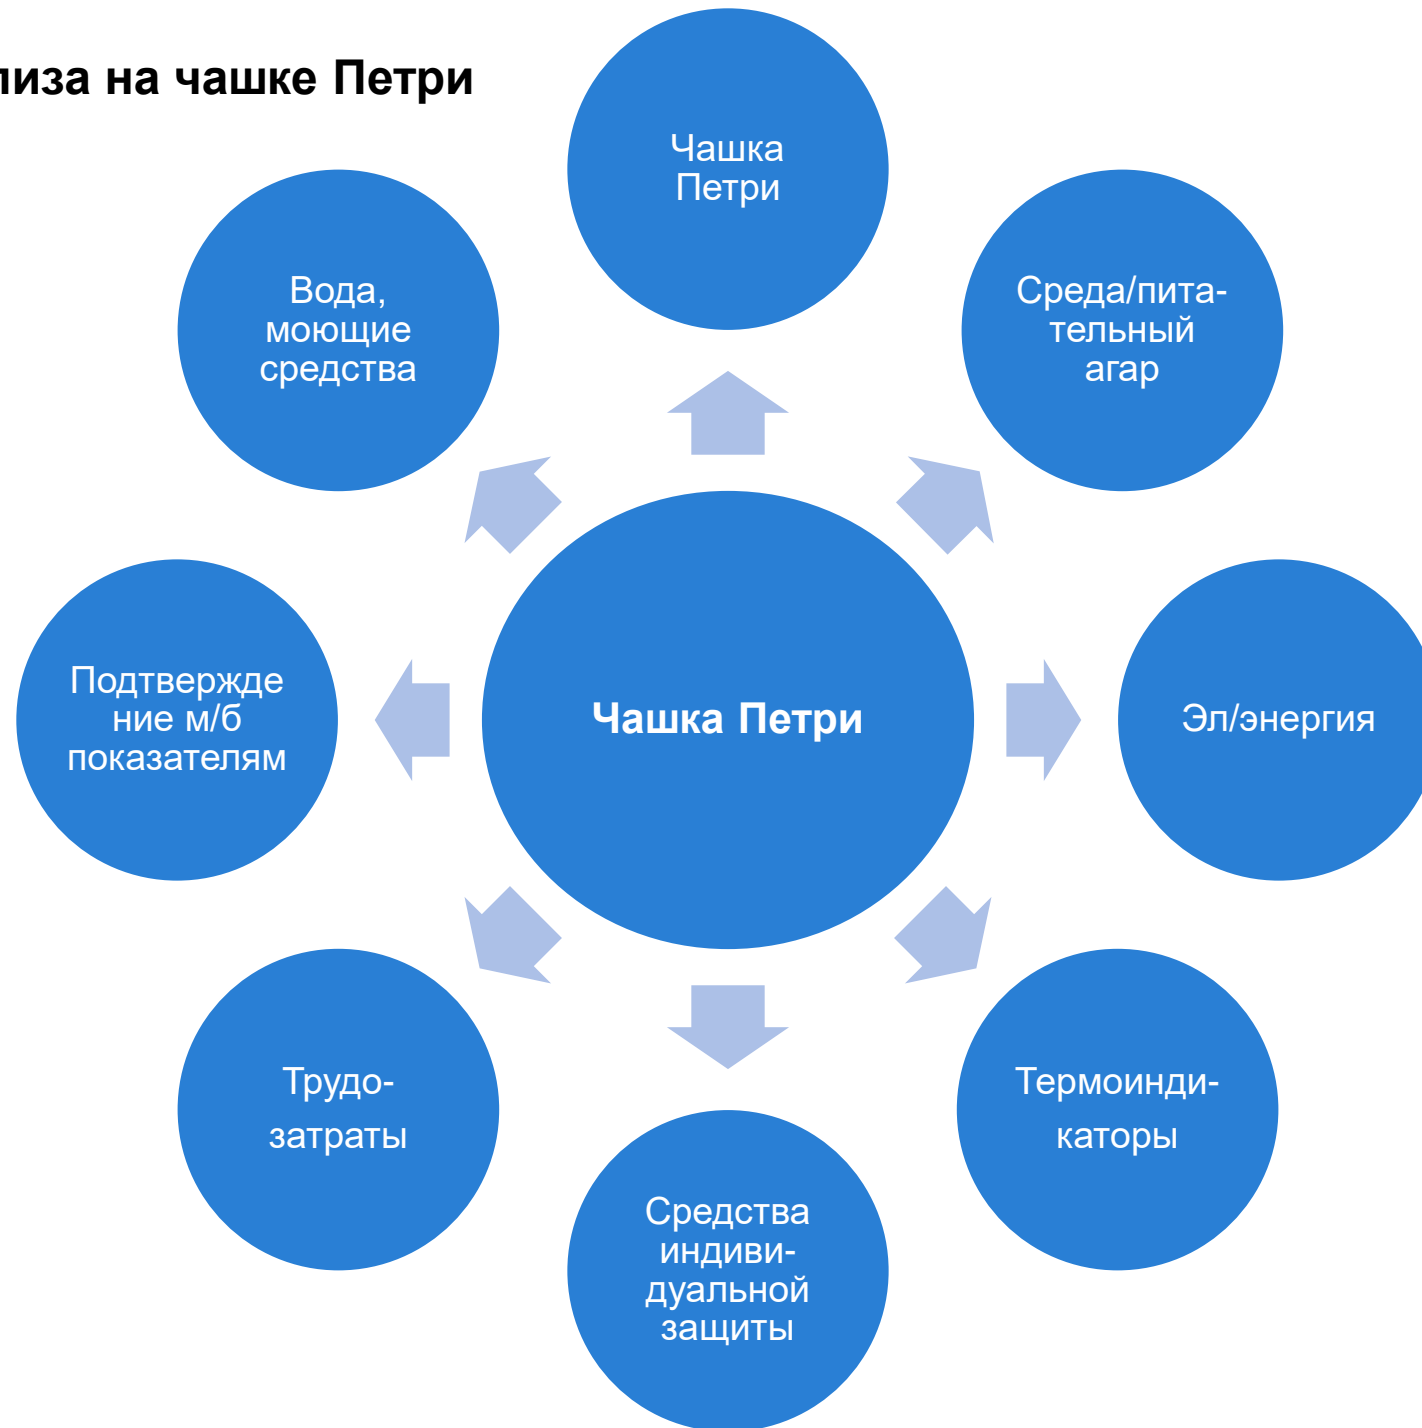 лиза на чашке Петри
Чашка
Петри
Среда/пита-
тельный
агар
Эл/энергия
Термоинди-
каторы
Средства
индиви-
дуальной
защиты
Трудо-
затраты
Подтвержде
ние м/б
показателям
Вода,
моющие
средства
Чашка Петри